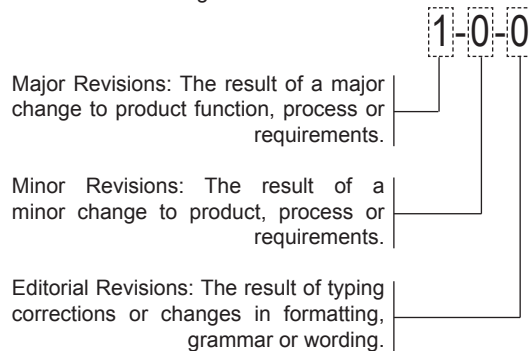 1-0-0
Major Revisions: The result of a major
change to product function, process or
requirements.
Minor Revisions: The result of a
minor change to product, process or
requirements.
Editorial Revisions: The result of typing
corrections or changes in formatting,
grammar or wording.